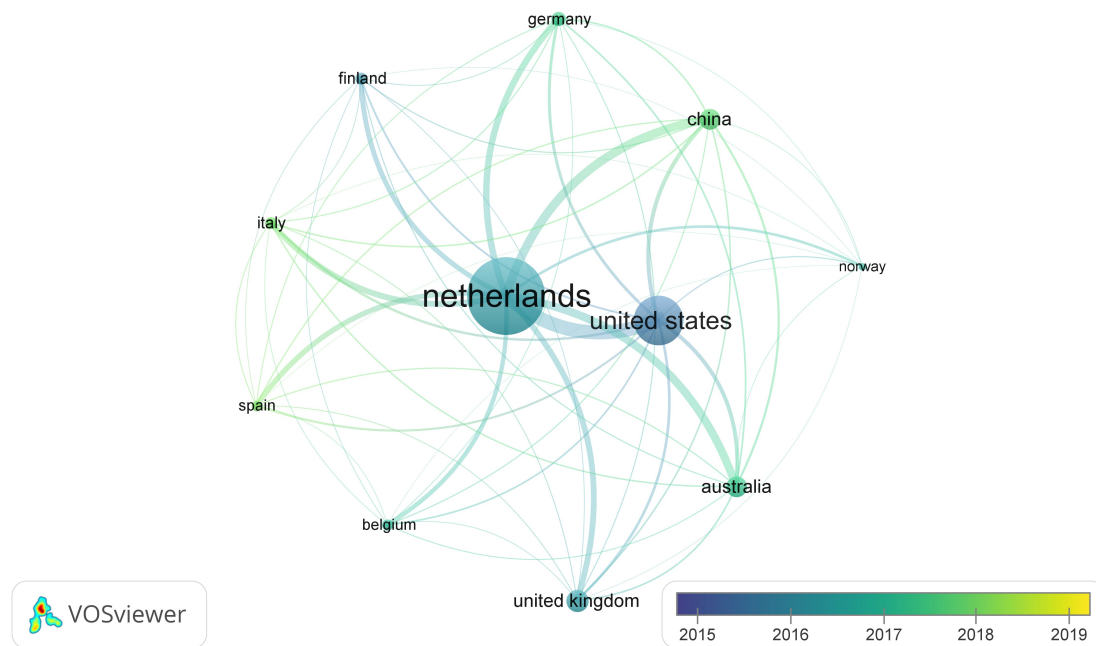 germany
finland
china
italy
norway
netherlands
united states
spain
australia
belgium
united kingdom
VOSviewer
2015 2016 2017 2018 2019